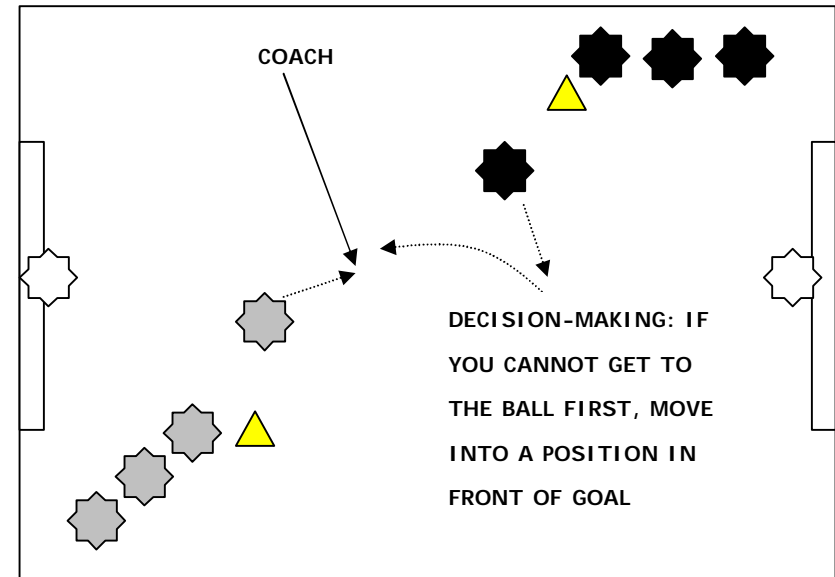 COACH
DECISION-MAKING: IF
YOU CANNOT GET TO
THE BALL FIRST, MOVE
INTO A POSITION IN
FRONT OF GOAL